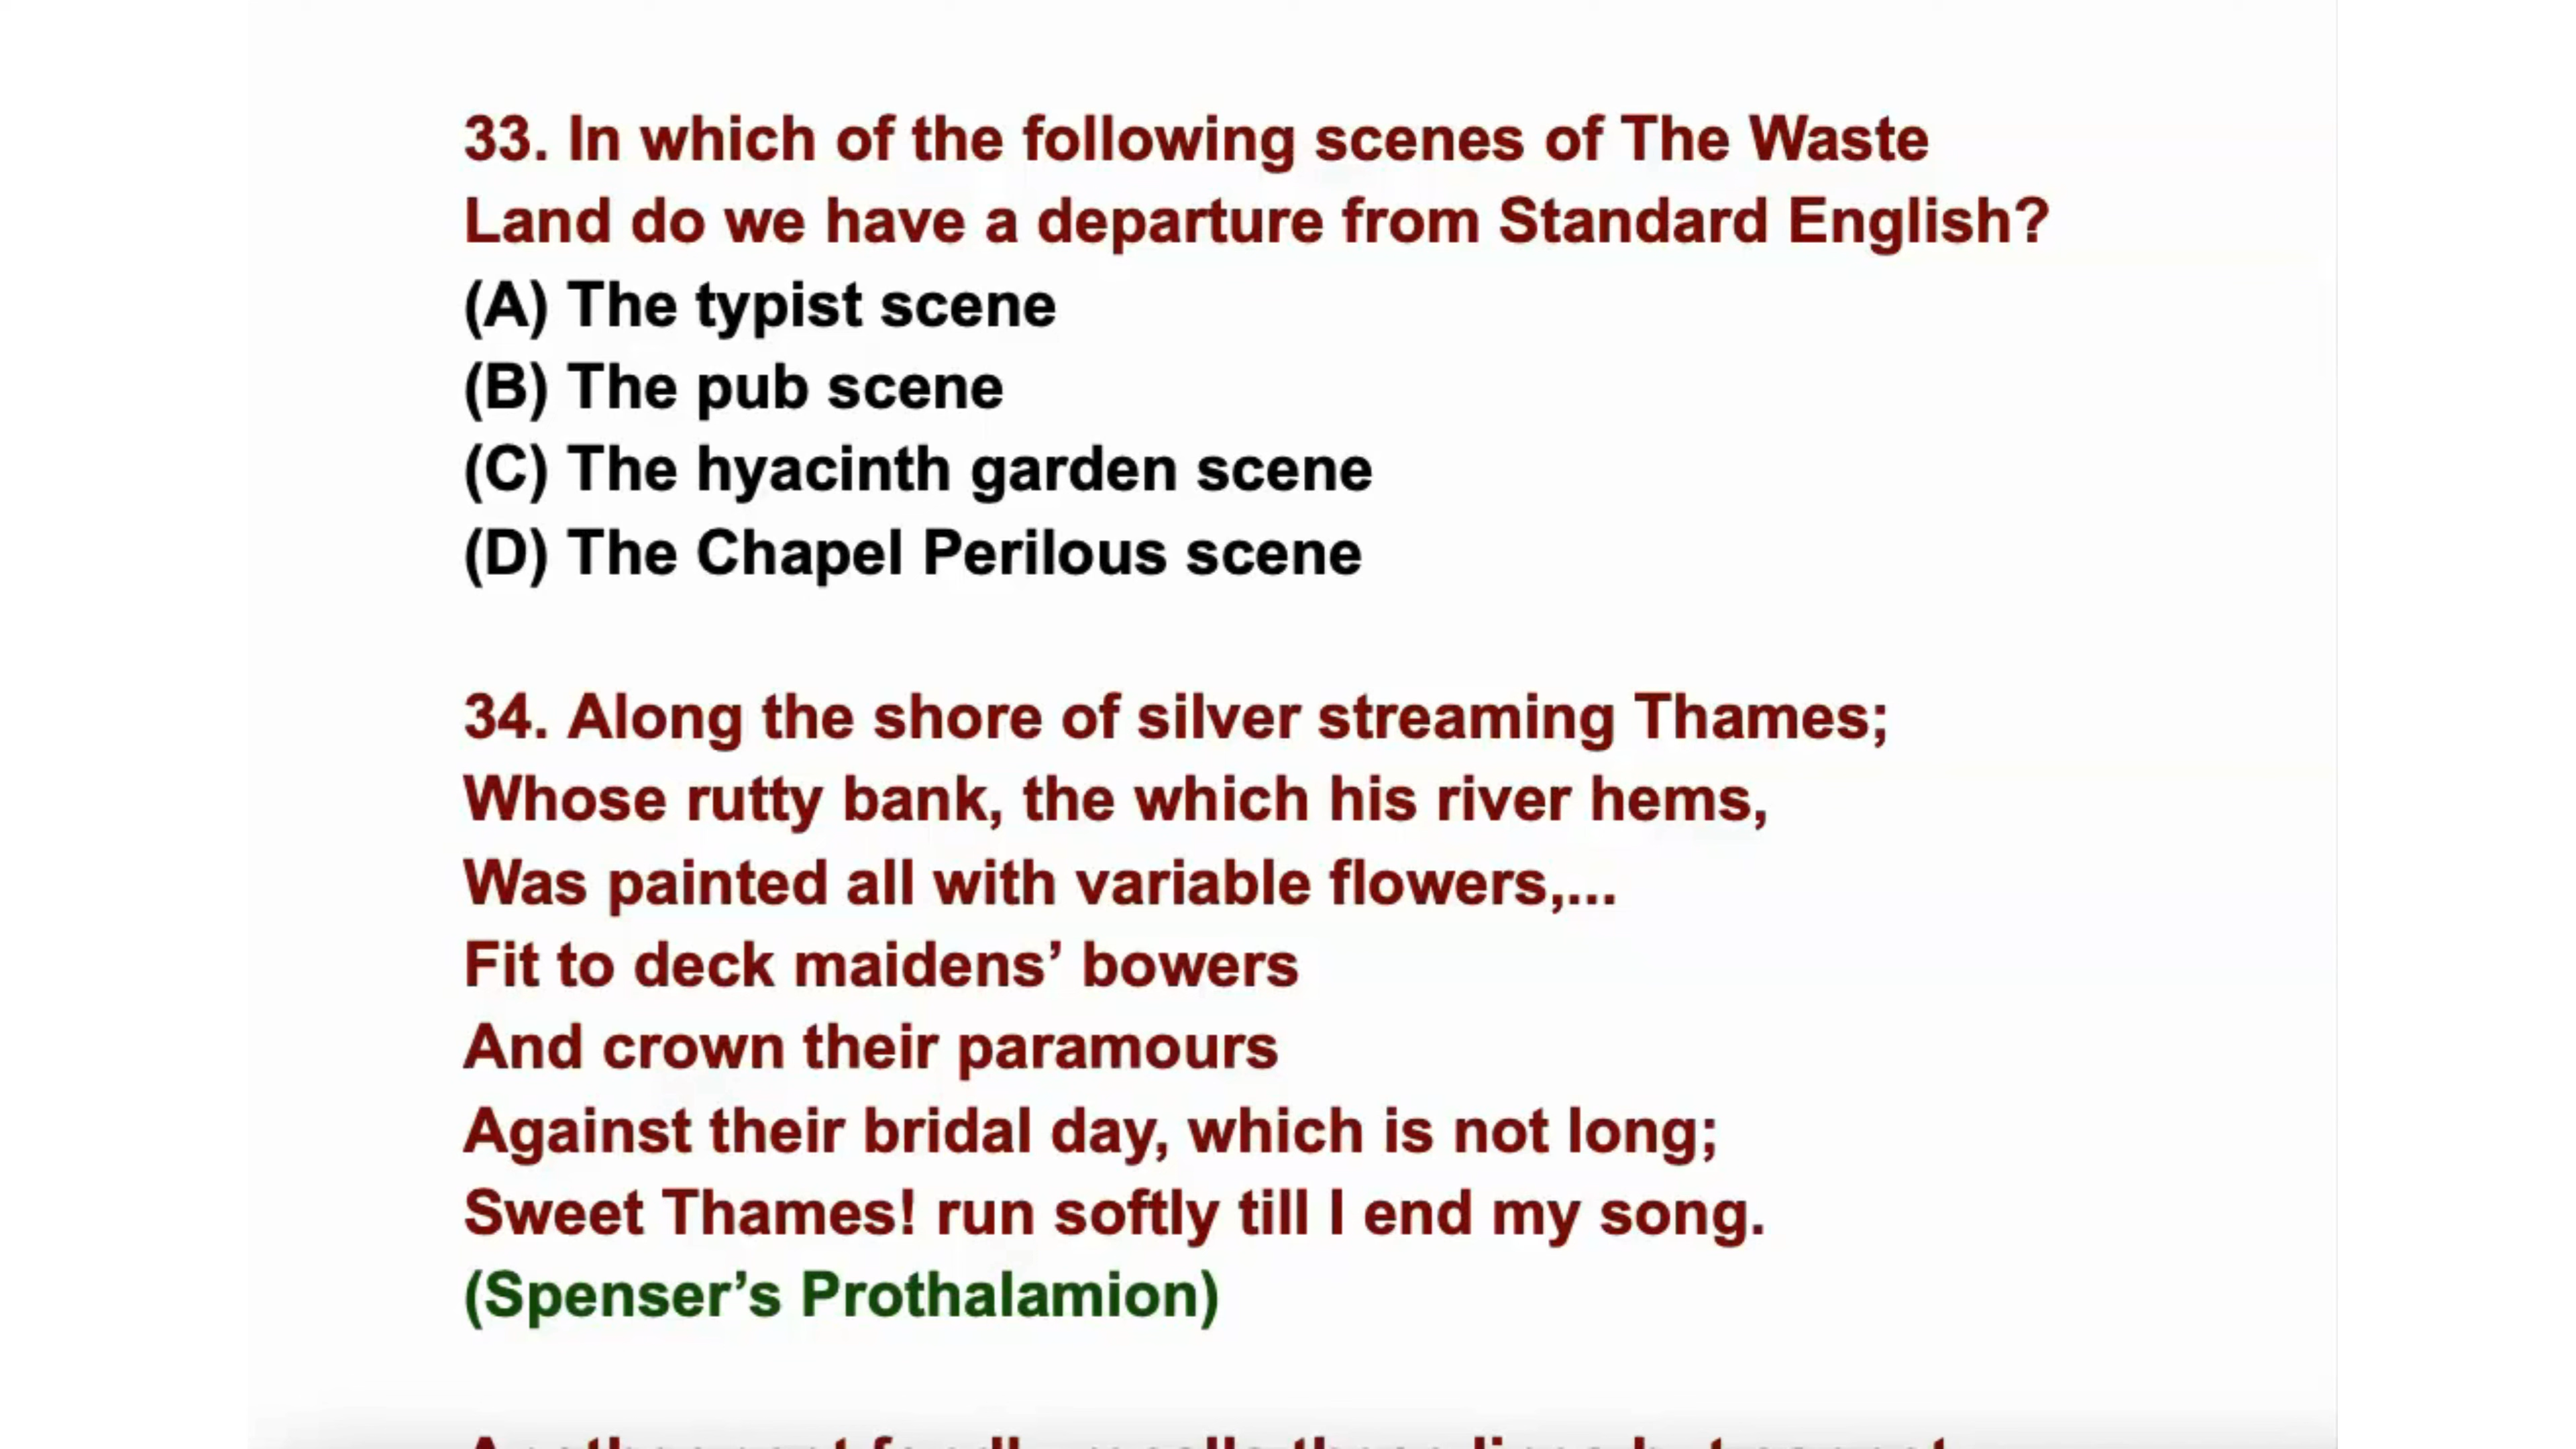 33. In which of the following scenes of The Waste
Land do we have a departure from Standard English?
(A) The typist scene
(B) The pub scene
(C) The hyacinth garden scene
(D) The Chapel Perilous scene
34. Along the shore of silver streaming Thames;
Whose rutty bank, the which his river hems,
Was painted all with variable flowers,...
Fit to deck maidens’ bowers
And crown their paramours
Against their bridal day, which is not long;
Sweet Thames! run softly till I end my song.
(Spenser’s Prothalamion)